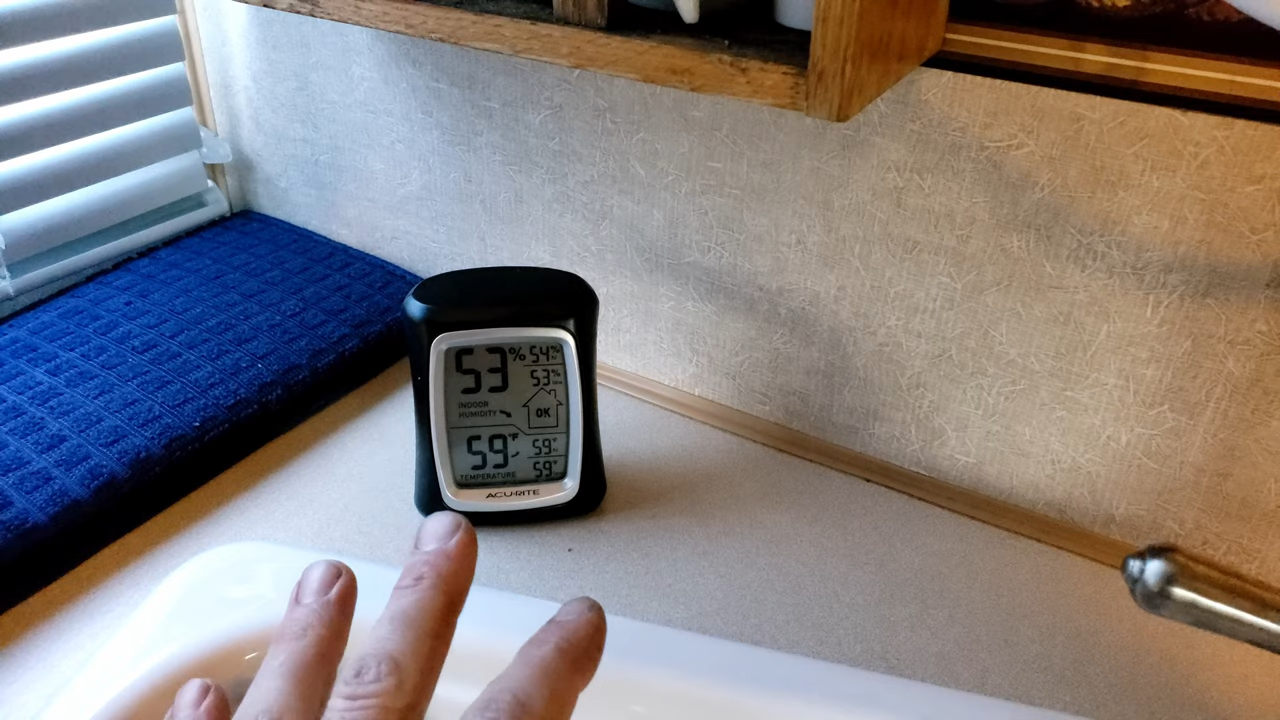 53% 54%
53%
INDOOR
HUMIDITY
OK
59°F 59°
59°
TEMPERATURE
ACU·RITE